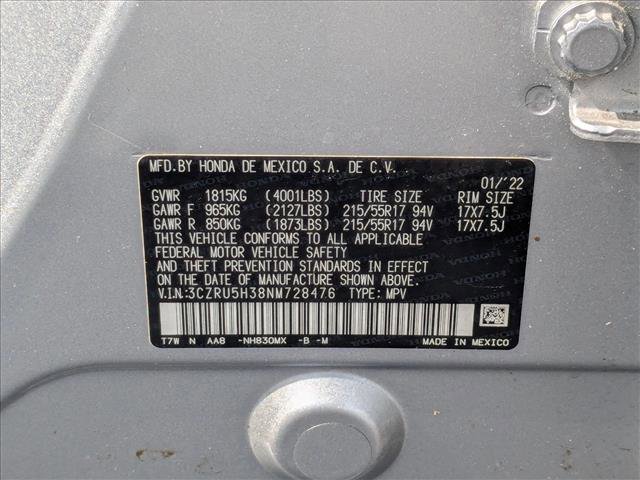 MFD.BY HONDA DE MEXICO S.A. DE C.V.
01/'22
GVWR 1815KG (4001LBS) TIRE SIZE RIM SIZE
GAWR F 965KG (2127LBS) 215/55R17 94V 17X7.5J
GAWR R 850KG (1873LBS) 215/55R17 94V 17X7.5J
THIS VEHICLE CONFORMS TO ALL APPLICABLE
FEDERAL MOTOR VEHICLE SAFETY
AND THEFT PREVENTION STANDARDS IN EFFECT
ON THE DATE OF MANUFACTURE SHOWN ABOVE.
V.I.N.:3CZRU5H38NM728476 TYPE: MPV
T7W N AA8 -NH830MX -B -M MADE IN MEXICO